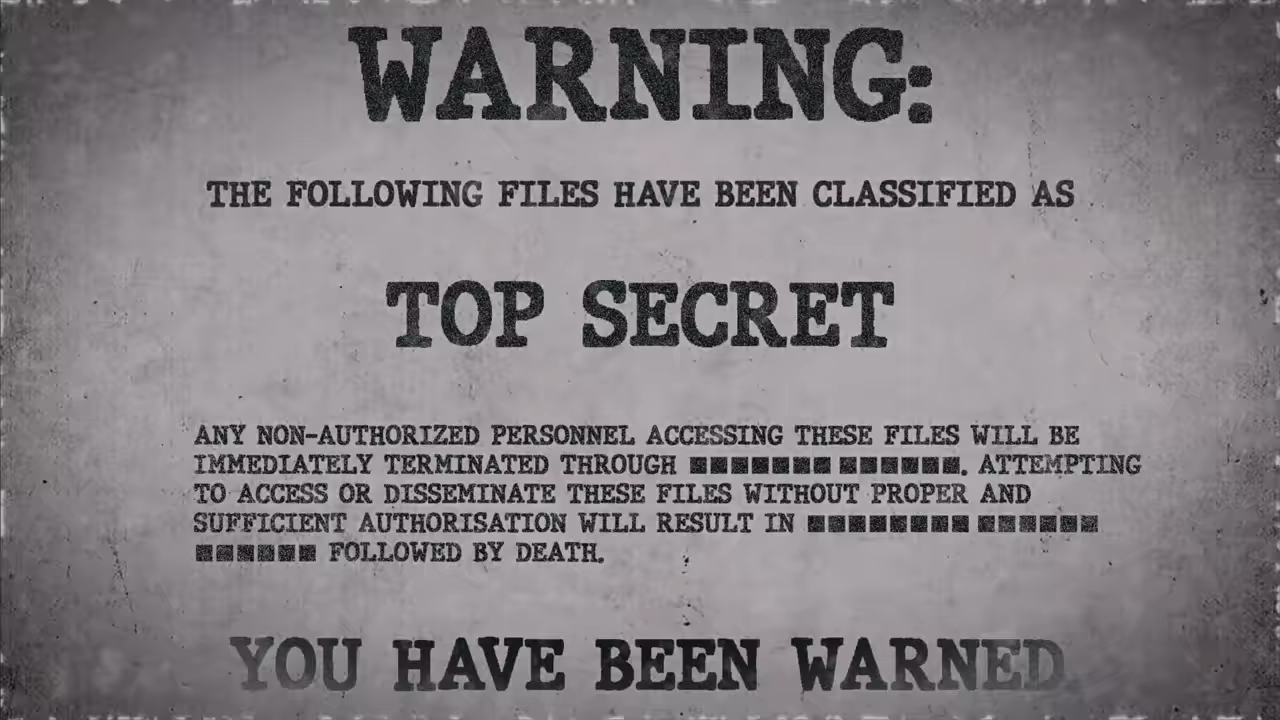 WARNING:
THE FOLLOWING FILES HAVE BEEN CLASSIFIED AS
TOP SECRET
ANY NON-AUTHORIZED PERSONNEL ACCESSING THESE FILES WILL BE
IMMEDIATELY TERMINATED THROUGH ■■■■■■■ ■■■■■■. ATTEMPTING
TO ACCESS OR DISSEMINATE THESE FILES WITHOUT PROPER AND
SUFFICIENT AUTHORISATION WILL RESULT IN ■■■■■■■■ ■■■■■■
■■■■■■ FOLLOWED BY DEATH.
YOU HAVE BEEN WARNED.